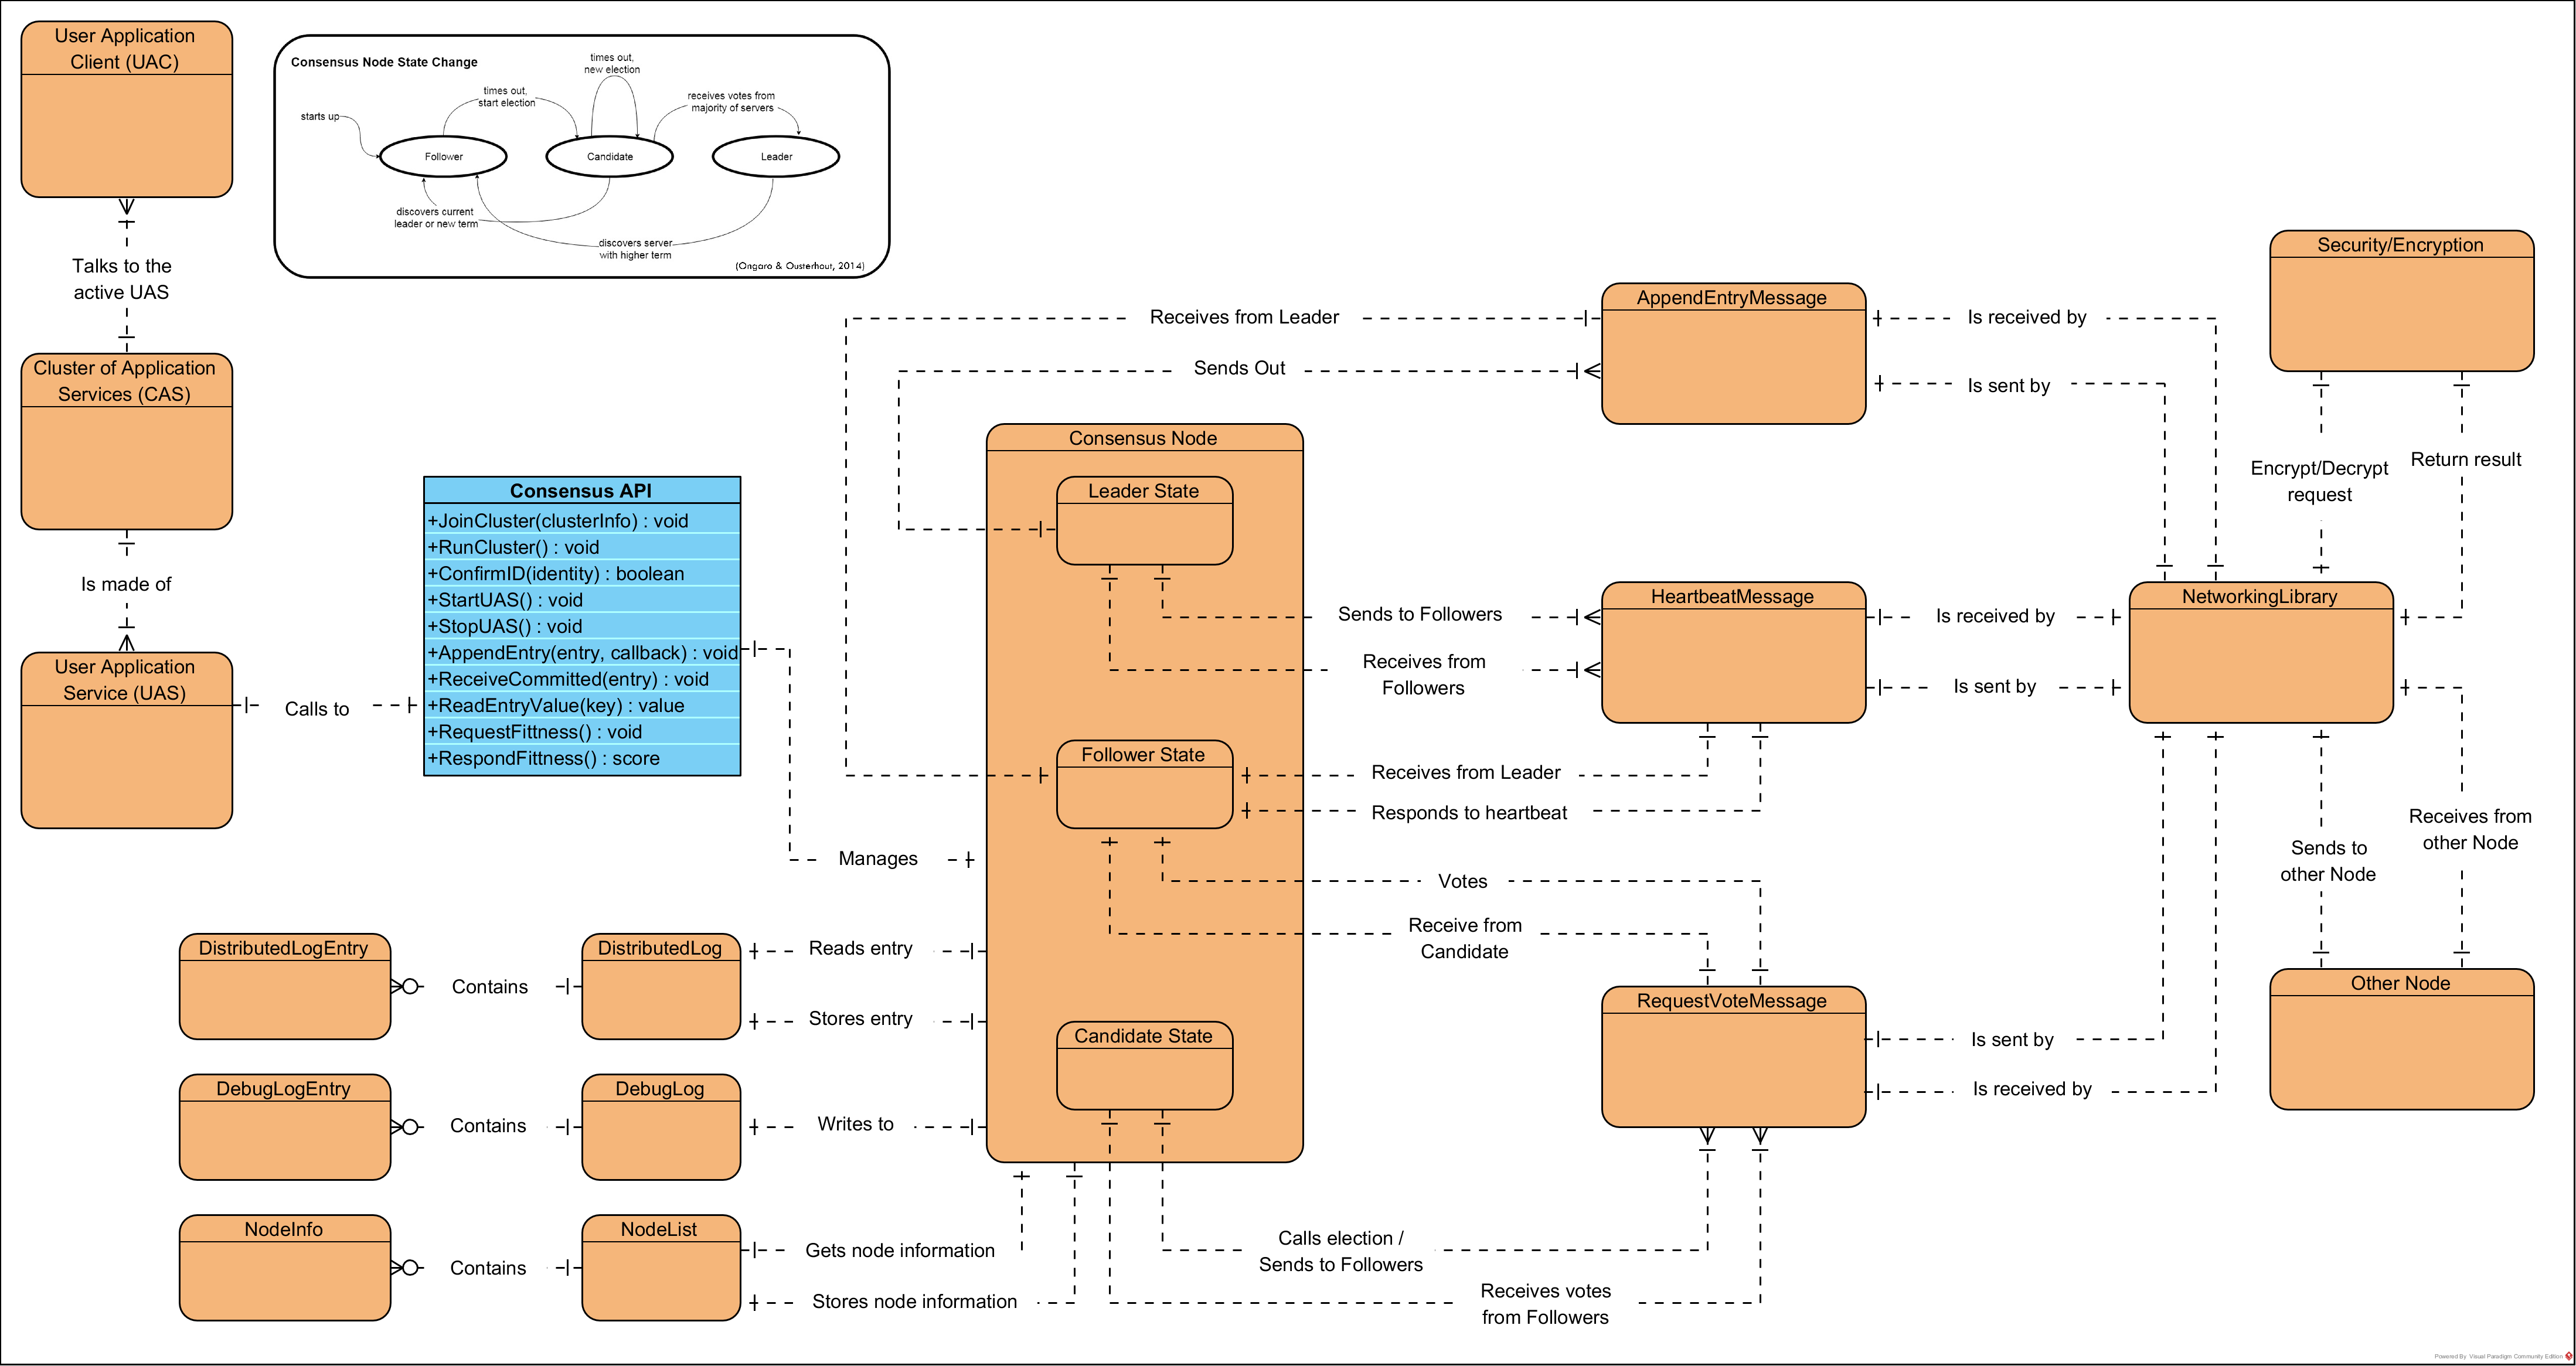 User Application
Client (UAC)
Talks to the
active UAS
Cluster of Application
Services (CAS)
Is made of
User Application
Service (UAS)
Calls to
Consensus Node State Change
starts up
times out,
start election
times out,
new election
receives votes from
majority of servers
Follower
Candidate
Leader
discovers current
leader or new term
discovers server
with higher term
(Ongaro & Ousterhout, 2014)
Consensus API
+JoinCluster(clusterInfo) : void
+RunCluster() : void
+ConfirmID(identity) : boolean
+StartUAS() : void
+StopUAS() : void
+AppendEntry(entry, callback) : void
+ReceiveCommitted(entry) : void
+ReadEntryValue(key) : value
+RequestFittness() : void
+RespondFittness() : score
Manages
DistributedLogEntry
Contains
DistributedLog
Reads entry
Stores entry
DebugLogEntry
Contains
DebugLog
Writes to
NodeInfo
Contains
NodeList
Gets node information
Stores node information
Consensus Node
Leader State
Follower State
Candidate State
Receives from Leader
Sends Out
Sends to Followers
Receives from
Followers
Receives from Leader
Responds to heartbeat
Votes
Receive from
Candidate
Calls election /
Sends to Followers
Receives votes
from Followers
AppendEntryMessage
Is received by
Is sent by
HeartbeatMessage
Is received by
Is sent by
RequestVoteMessage
Is sent by
Is received by
Security/Encryption
Encrypt/Decrypt
request
Return result
NetworkingLibrary
Sends to
other Node
Receives from
other Node
Other Node
Powered By Visual Paradigm Community Edition